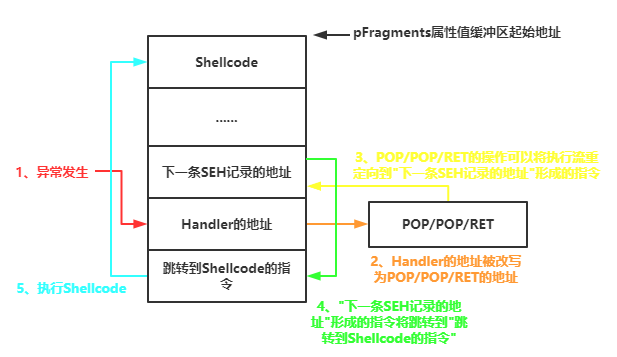 pFragments属性值缓冲区起始地址
Shellcode
......
3、POP/POP/RET的操作可以将执行流重
定向到"下一条SEH记录的地址"形成的指令
1、异常发生
下一条SEH记录的地址
Handler的地址
POP/POP/RET
2、Handler的地址被改写
为POP/POP/RET的地址
跳转到Shellcode的指
令
5、执行Shellcode
4、"下一条SEH记录的地
址"形成的指令将跳转到"跳
转到Shellcode的指令"